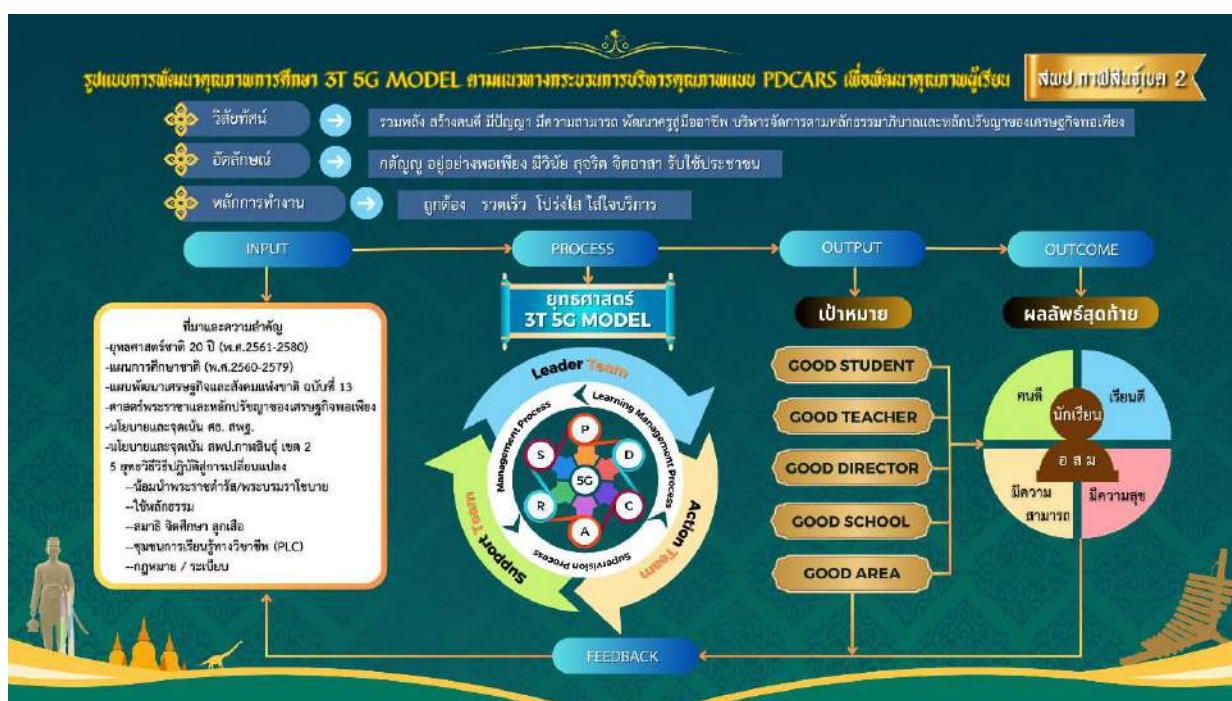 รูปแบบการพัฒนาคุณภาพการศึกษา 3T 5G MODEL ตามแนวทางกระบวนการบริหารคุณภาพแบบ PDCARS เพื่อพัฒนาคุณภาพผู้เรียน
สพป.กาฬสินธุ์เขต 2
วิสัยทัศน์
รวมพลัง สร้างคนดี มีปัญญา มีความสามารถ พัฒนาครูสู่มืออาชีพ บริหารจัดการตามหลักธรรมาภิบาลและหลักปรัชญาของเศรษฐกิจพอเพียง
อัตลักษณ์
กตัญญู อยู่อย่างพอเพียง มีวินัย สุจริต จิตอาสา รับใช้ประชาชน
หลักการทำงาน
ถูกต้อง รวดเร็ว โปร่งใส ใส่ใจบริการ
INPUT
PROCESS
OUTPUT
OUTCOME
ที่มาและความสำคัญ
-ยุทธศาสตร์ชาติ 20 ปี (พ.ศ.2561-2580)
-แผนการศึกษาชาติ (พ.ศ.2560-2579)
-แผนพัฒนาเศรษฐกิจและสังคมแห่งชาติ ฉบับที่ 13
-ศาสตร์พระราชาและหลักปรัชญาของเศรษฐกิจพอเพียง
-นโยบายและจุดเน้น ศธ. สพฐ.
-นโยบายและจุดเน้น สพป.กาฬสินธุ์ เขต 2
5 ยุทธวิธีวิธีปฏิบัติสู่การเปลี่ยนแปลง
--น้อมนำพระราชดำรัส/พระบรมราโชบาย
--ใช้หลักธรรม
--สมาธิ จิตศึกษา ลูกเสือ
--ชุมชนการเรียนรู้ทางวิชาชีพ (PLC)
--กฎหมาย / ระเบียบ
ยุทธศาสตร์
3T 5G MODEL
Leader Team
Action Team
Support Team
Management Process
Learning Management Process
Supervision Process
P
D
C
A
R
S
5G
เป้าหมาย
GOOD STUDENT
GOOD TEACHER
GOOD DIRECTOR
GOOD SCHOOL
GOOD AREA
ผลลัพธ์สุดท้าย
คนดี
เรียนดี
นักเรียน
อ ส ม
มีความ
สามารถ
มีความสุข
FEEDBACK